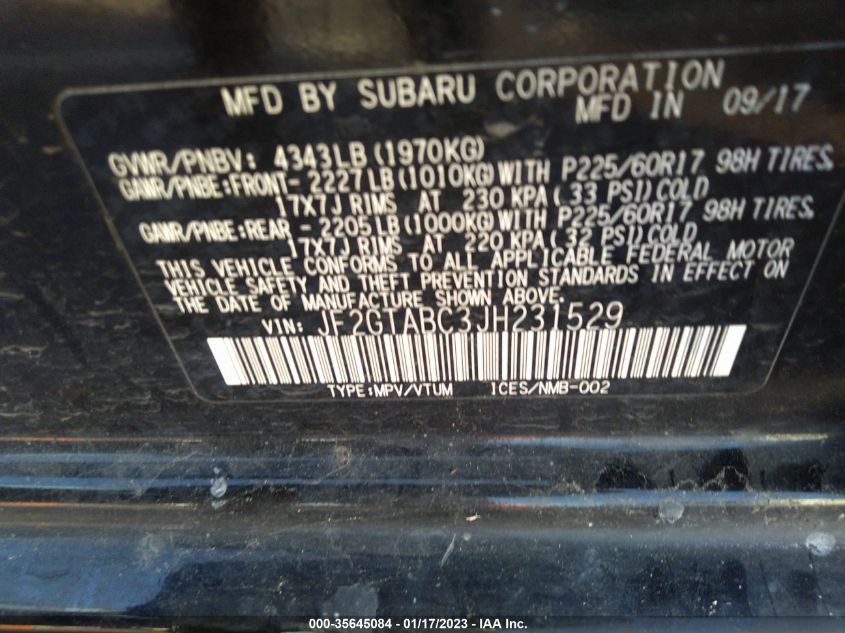 MFD BY SUBARU CORPORATION
MFD IN 09/17
GVWR/PNBV: 4343LB(1970KG)
GAWR/PNBE:FRONT-2227LB(1010KG)WITH P225/60R17 98H TIRES.
17X7J RIMS AT 230 KPA(33 PSI)COLD
GAWR/PNBE:REAR -2205LB(1000KG)WITH P225/60R17 98H TIRES.
17X7J RIMS AT 220 KPA(32 PSI)COLD
THIS VEHICLE CONFORMS TO ALL APPLICABLE FEDERAL MOTOR
VEHICLE SAFETY AND THEFT PREVENTION STANDARDS IN EFFECT ON
THE DATE OF MANUFACTURE SHOWN ABOVE.
VIN: JF2GTABC3JH231529
TYPE:MPV/VTUM ICES/NMB-002
000-35645084 - 01/17/2023 - IAA Inc.